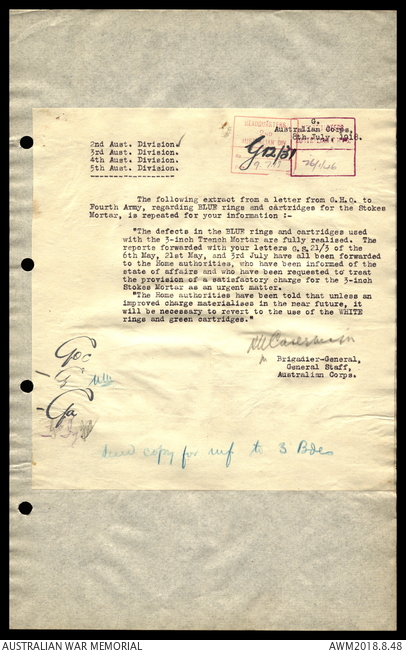 G.
Australian Corps,
8th July, 1918.
HEADQUARTERS
G12/31
2nd Aust. Division.
3rd Aust. Division.
4th Aust. Division.
5th Aust. Division.
The following extract from a letter from G.H.Q. to
Fourth Army, regarding BLUE rings and cartridges for the Stokes
Mortar, is repeated for your information :-
"The defects in the BLUE rings and cartridges used
with the 3-inch Trench Mortar are fully realised. The
reports forwarded with your letters G.S.21/3 of the
6th May, 21st May, and 3rd July have all been forwarded
to the Home authorities, who have been informed of the
state of affairs and who have been requested to treat
the provision of a satisfactory charge for the 3-inch
Stokes Mortar as an urgent matter.
"The Home authorities have been told that unless an
improved charge materialises in the near future, it
will be necessary to revert to the use of the WHITE
rings and green cartridges."
Brigadier-General,
General Staff,
Australian Corps.
Goc
copy for inf to 3 Bdes
AUSTRALIAN WAR MEMORIAL
AWM2018.8.48